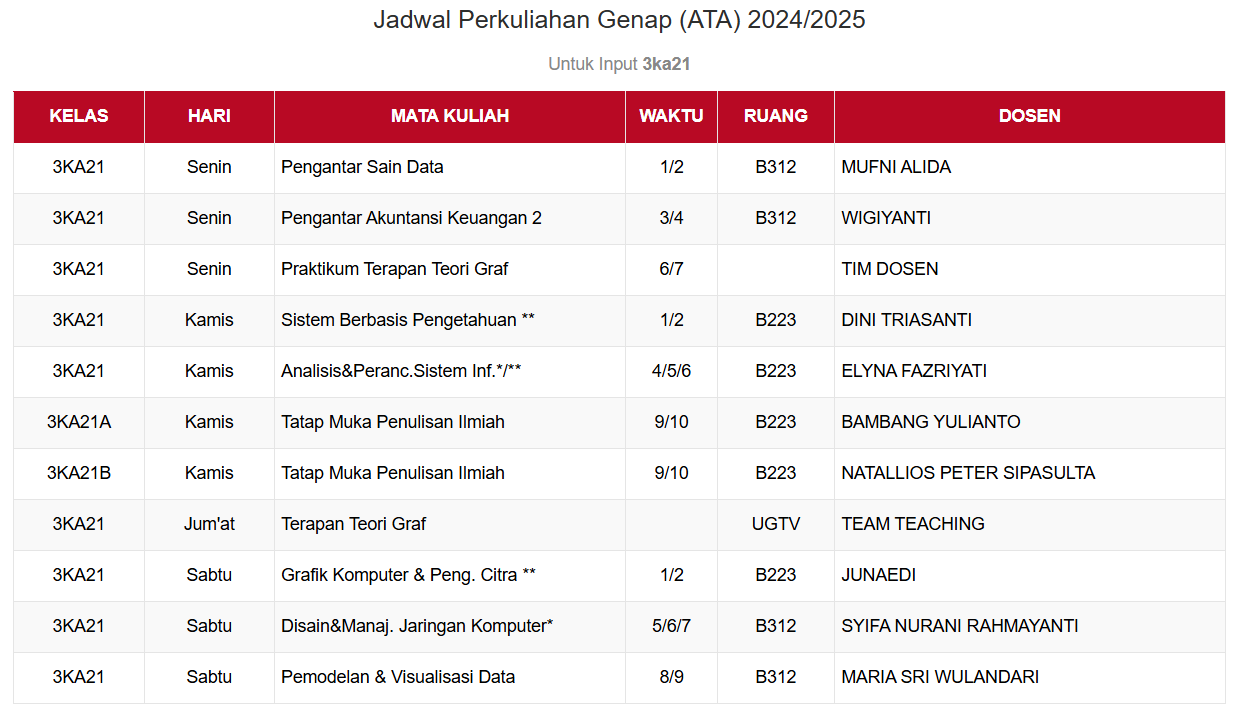 Jadwal Perkuliahan Genap (ATA) 2024/2025
Untuk Input 3ka21
KELAS HARI MATA KULIAH WAKTU RUANG DOSEN
3KA21 Senin Pengantar Sain Data 1/2 B312 MUFNI ALIDA
3KA21 Senin Pengantar Akuntansi Keuangan 2 3/4 B312 WIGIYANTI
3KA21 Senin Praktikum Terapan Teori Graf 6/7 TIM DOSEN
3KA21 Kamis Sistem Berbasis Pengetahuan ** 1/2 B223 DINI TRIASANTI
3KA21 Kamis Analisis&Peranc.Sistem Inf.*/** 4/5/6 B223 ELYNA FAZRIYATI
3KA21A Kamis Tatap Muka Penulisan Ilmiah 9/10 B223 BAMBANG YULIANTO
3KA21B Kamis Tatap Muka Penulisan Ilmiah 9/10 B223 NATALLIOS PETER SIPASULTA
3KA21 Jum'at Terapan Teori Graf UGTV TEAM TEACHING
3KA21 Sabtu Grafik Komputer & Peng. Citra ** 1/2 B223 JUNAEDI
3KA21 Sabtu Disain&Manaj. Jaringan Komputer* 5/6/7 B312 SYIFA NURANI RAHMAYANTI
3KA21 Sabtu Pemodelan & Visualisasi Data 8/9 B312 MARIA SRI WULANDARI